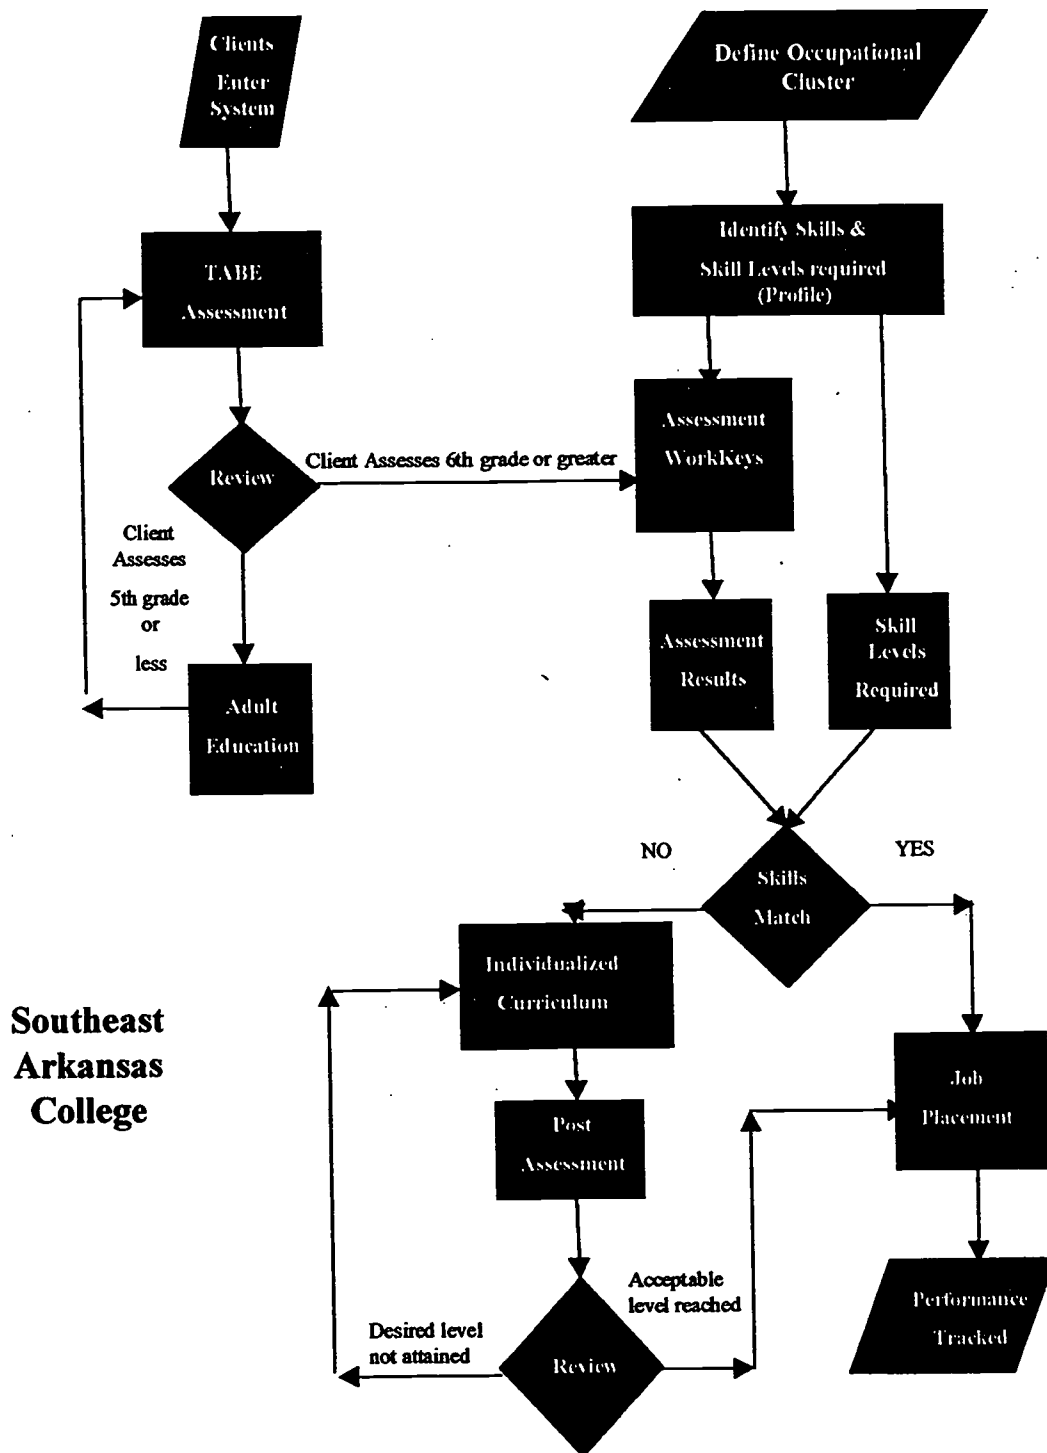 Clients
Enter
System
Define Occupational
Cluster
TABE
Assessment
Identify Skills &
Skill Levels required
(Profile)
Review
Client Assesses 6th grade or greater
Assessment
WorkKeys
Client
Assesses
5th grade
or
less
Adult
Education
Assessment
Results
Skill
Levels
Required
NO
YES
Skills
Match
Individualized
Curriculum
Southeast
Arkansas
College
Post
Assessment
Job
Placement
Acceptable
level reached
Desired level
not attained
Review
Performance
Tracked